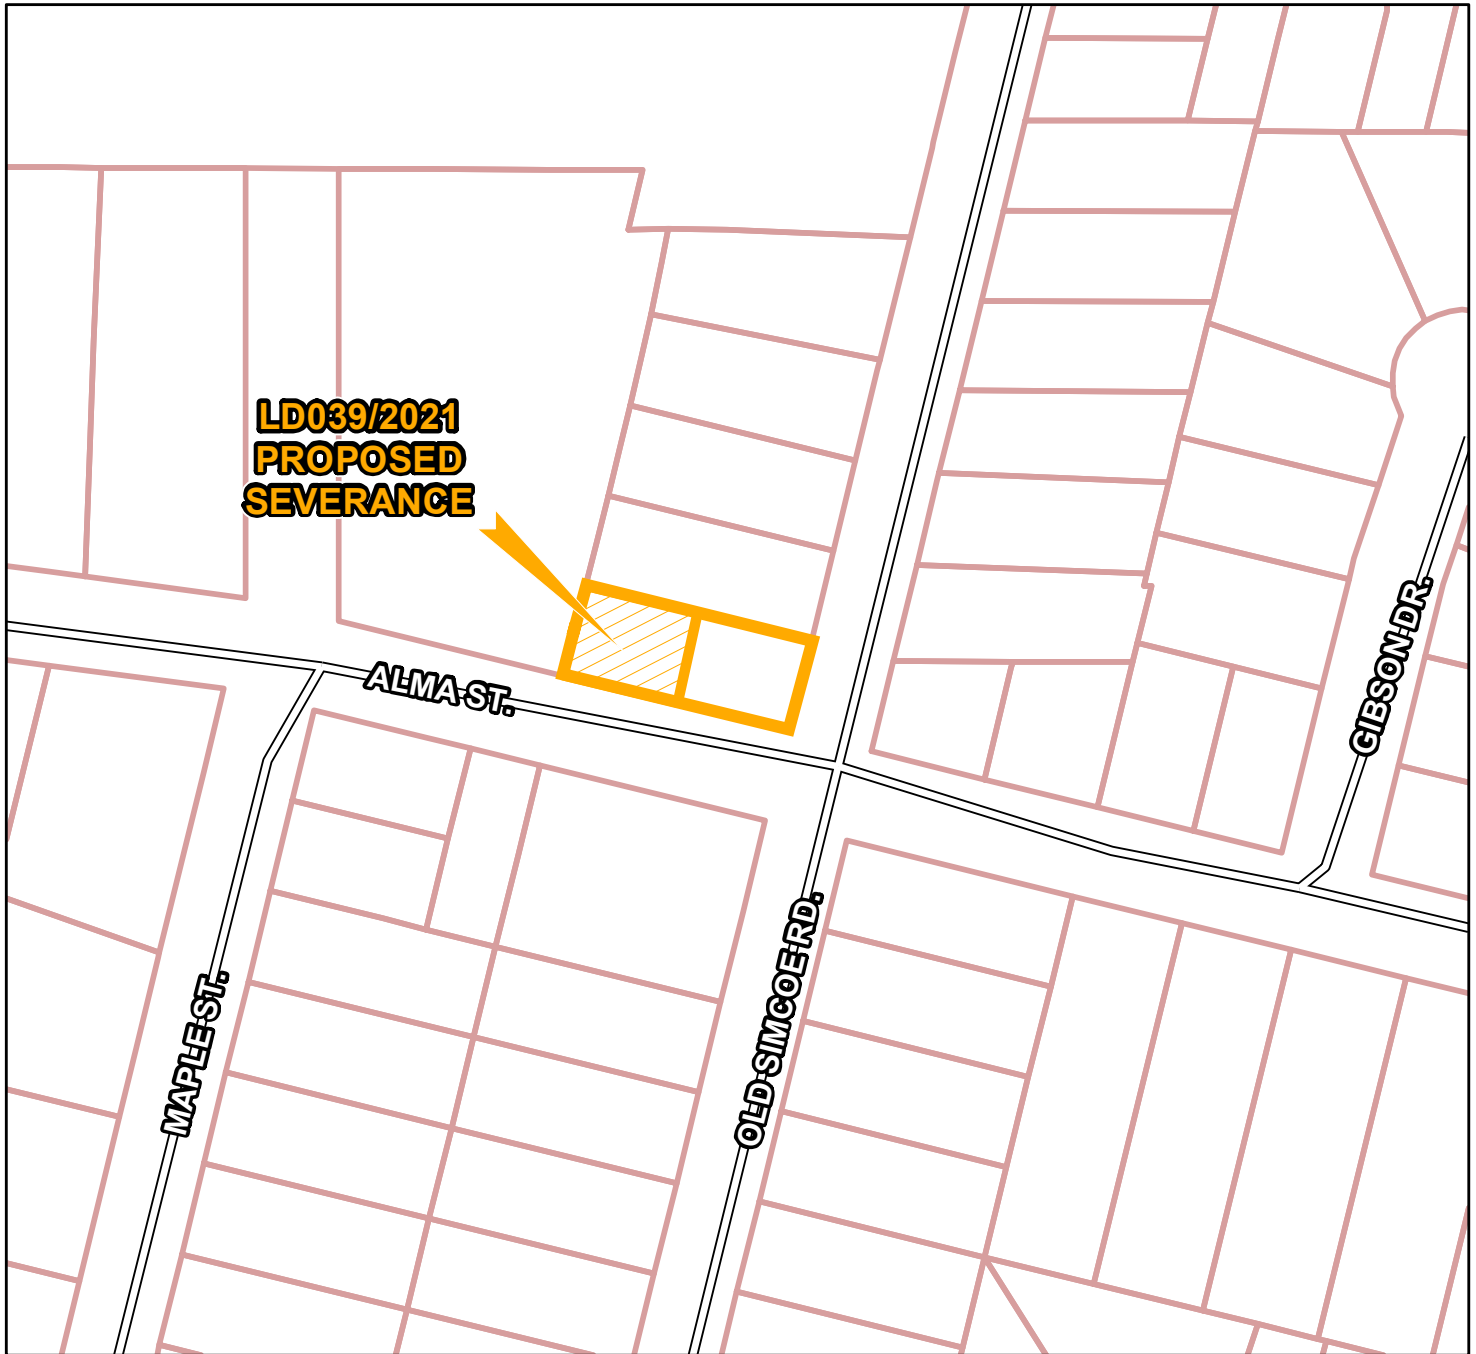 LD039/2021
PROPOSED
SEVERANCE
ALMA ST.
GIBSON DR.
OLD SIMCOE RD.
MAPLE ST.